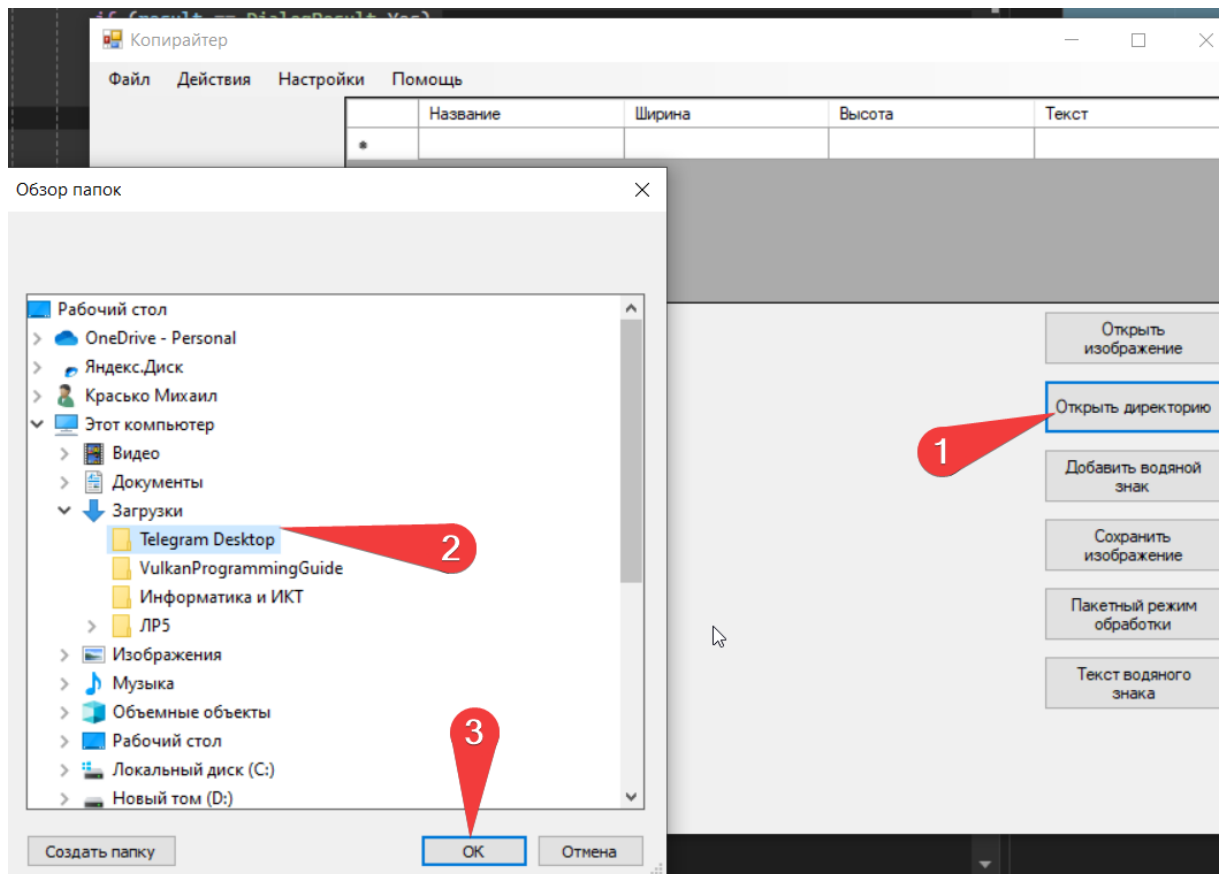 if (result == DialogResult.Yes)
Копирайтер
Файл Действия Настройки Помощь
Название Ширина Высота Текст
*
Обзор папок
Рабочий стол
OneDrive - Personal
Яндекс.Диск
Красько Михаил
Этот компьютер
Видео
Документы
Загрузки
Telegram Desktop
VulkanProgrammingGuide
Информатика и ИКТ
ЛР5
Изображения
Музыка
Объемные объекты
Рабочий стол
Локальный диск (C:)
Новый том (D:)
Создать папку
ОК
Отмена
Открыть
изображение
Открыть директорию
Добавить водяной
знак
Сохранить
изображение
Пакетный режим
обработки
Текст водяного
знака
1
2
3